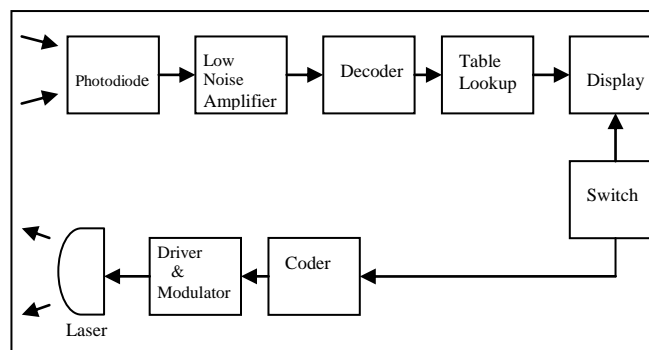 Photodiode
Low
Noise
Amplifier
Decoder
Table
Lookup
Display
Switch
Driver
&
Modulator
Coder
Laser